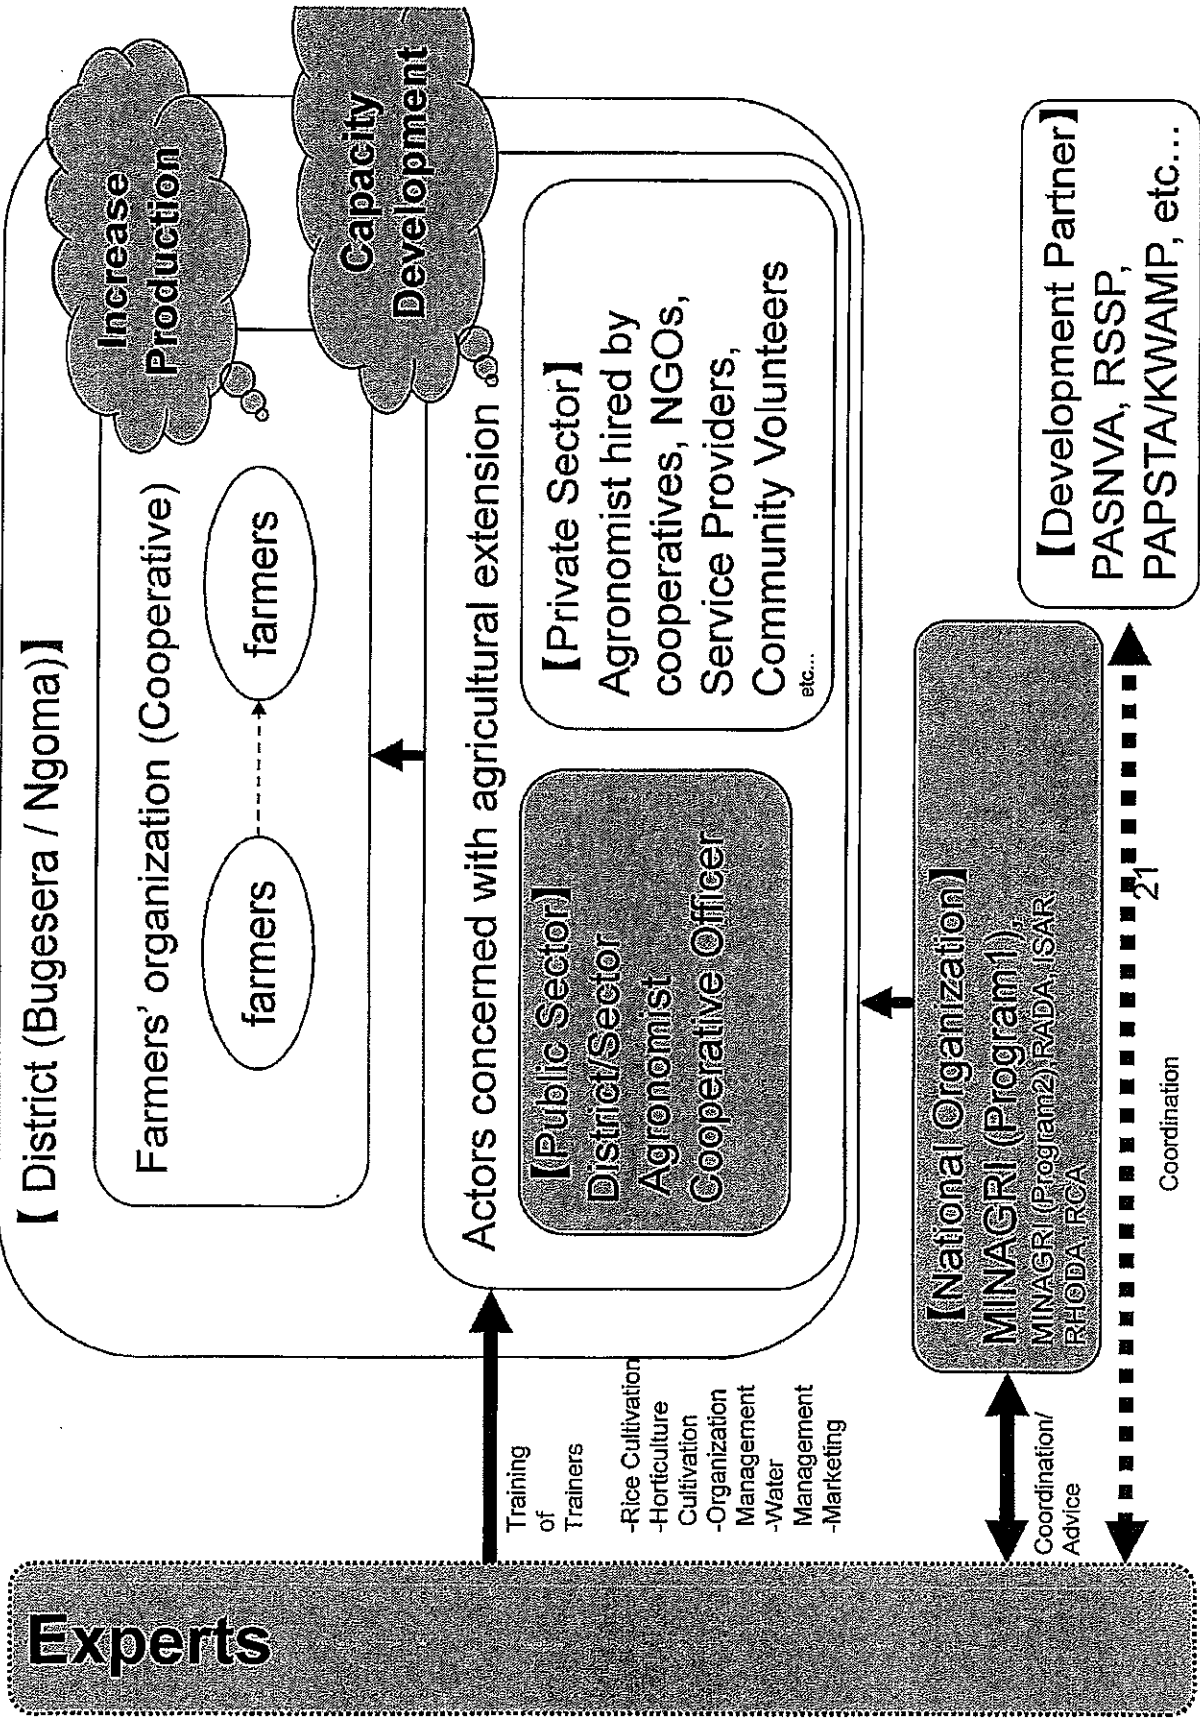 【 District (Bugesera / Ngoma)】
Farmers' organization (Cooperative)
farmers
farmers
Increase
Production
Actors concerned with agricultural extension
Capacity
Development
【Public Sector】
District/Sector
Agronomist
Cooperative Officer
【Private Sector】
Agronomist hired by
cooperatives, NGOs,
Service Providers,
Community Volunteers
etc...
Experts
Training
of
Trainers
-Rice Cultivation
-Horticulture
Cultivation
-Organization
Management
-Water
Management
-Marketing
【National Organization】
MINAGRI (Program1),
MINAGRI (Program2),RADA, ISAR,
RHODA, RCA
【Development Partner】
PASNVA, RSSP,
PAPSTA/KWAMP, etc...
Coordination/
Advice
21
Coordination